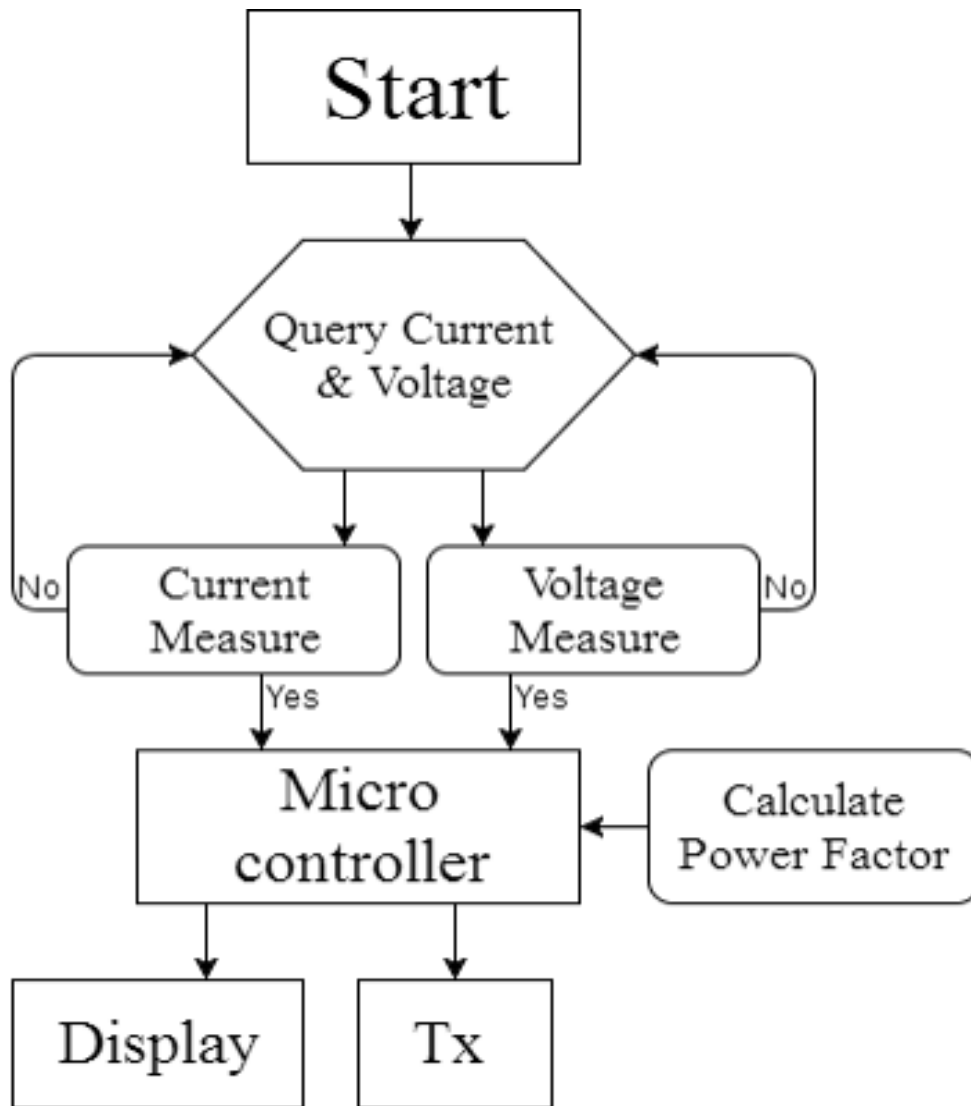 Start
Query Current
& Voltage
No
Current
Measure
Voltage
Measure
No
Yes
Yes
Micro
controller
Calculate
Power Factor
Display
Tx